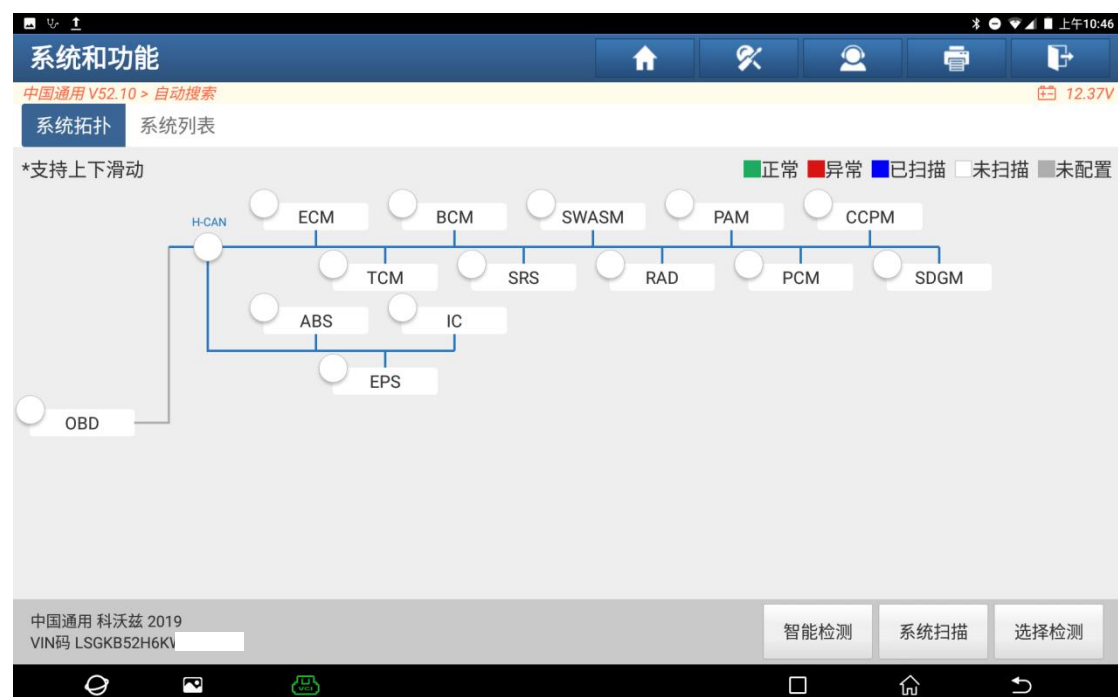 上午10:46
系统和功能
中国通用 V52.10 > 自动搜索
12.37V
系统拓扑 系统列表
*支持上下滑动
正常 异常 已扫描 未扫描 未配置
H-CAN
ECM BCM SWASM PAM CCPM
TCM SRS RAD PCM SDGM
ABS IC
EPS
OBD
中国通用 科沃兹 2019
VIN码 LSGKB52H6K
智能检测 系统扫描 选择检测
VCI